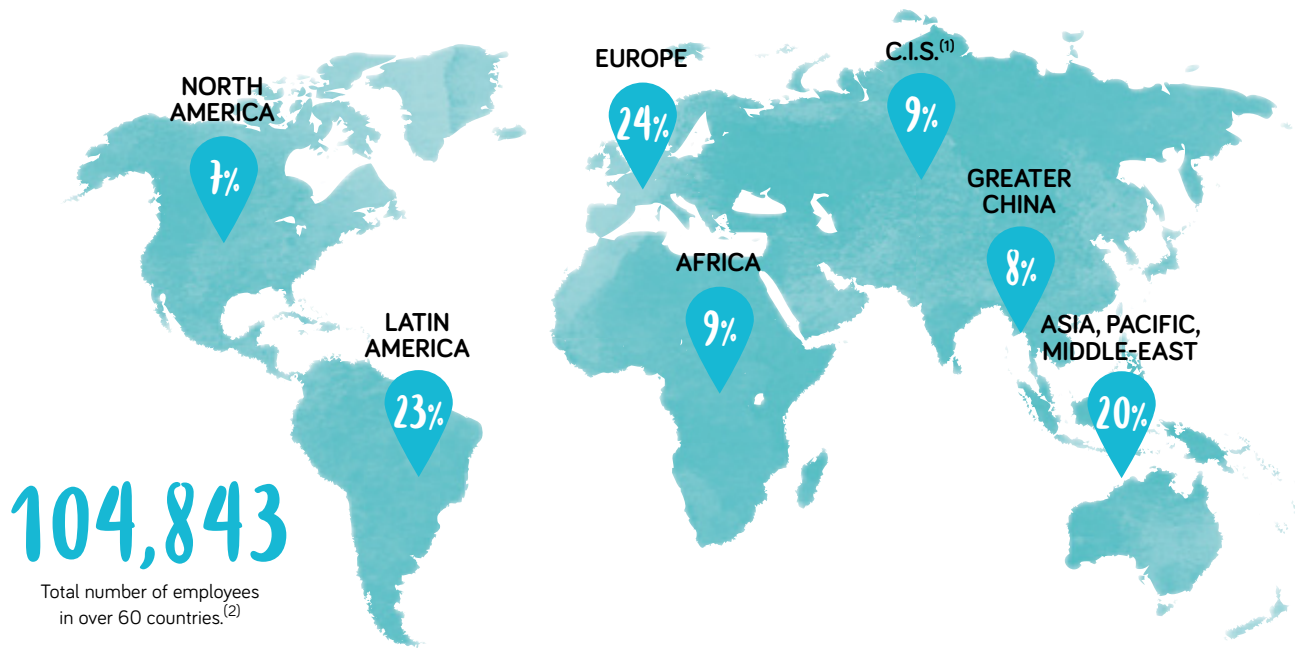 NORTH
AMERICA
7%
EUROPE
24%
C.I.S.(1)
9%
GREATER
CHINA
8%
AFRICA
9%
LATIN
AMERICA
23%
ASIA, PACIFIC,
MIDDLE-EAST
20%
104,843
Total number of employees
in over 60 countries.(2)